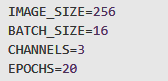 IMAGE_SIZE=256
BATCH_SIZE=16
CHANNELS=3
EPOCHS=20